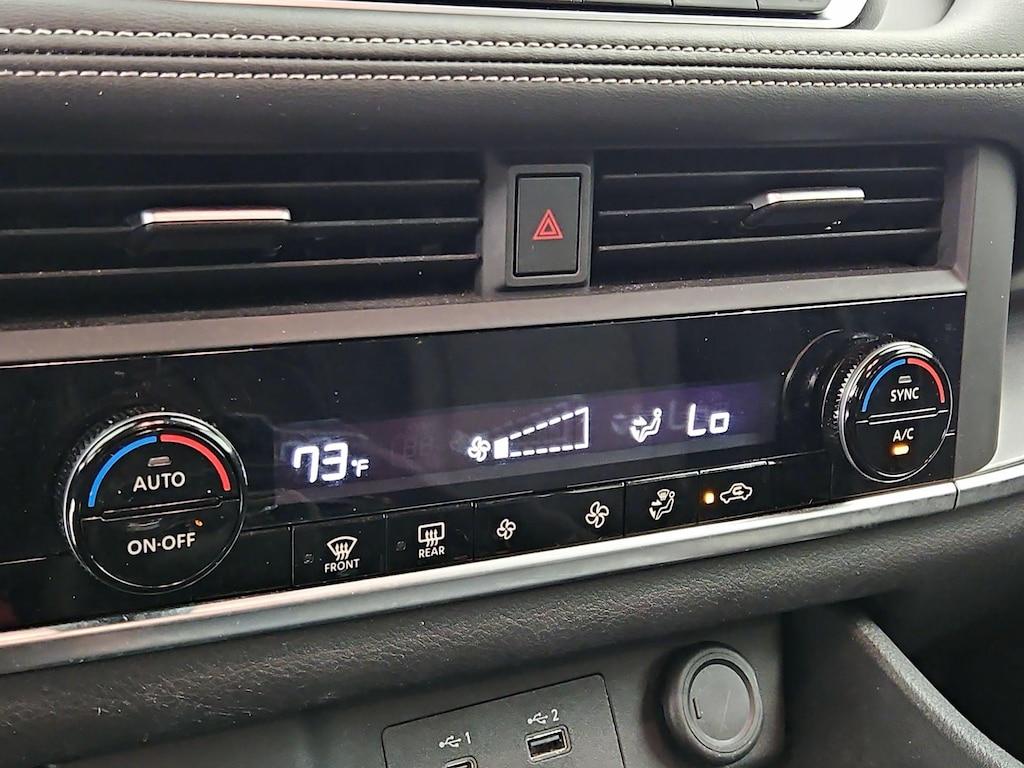 73°F
Lo
AUTO
ON·OFF
FRONT
REAR
SYNC
A/C
1
2